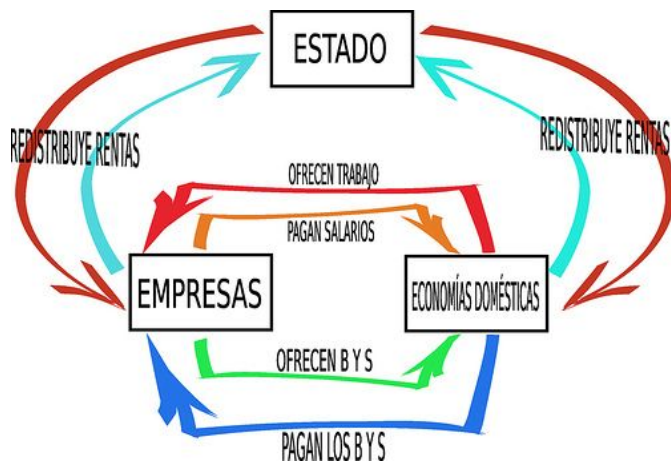 ESTADO
REDISTRIBUYE RENTAS
REDISTRIBUYE RENTAS
OFRECEN TRABAJO
PAGAN SALARIOS
EMPRESAS
ECONOMÍAS DOMÉSTICAS
OFRECEN B Y S
PAGAN LOS B Y S